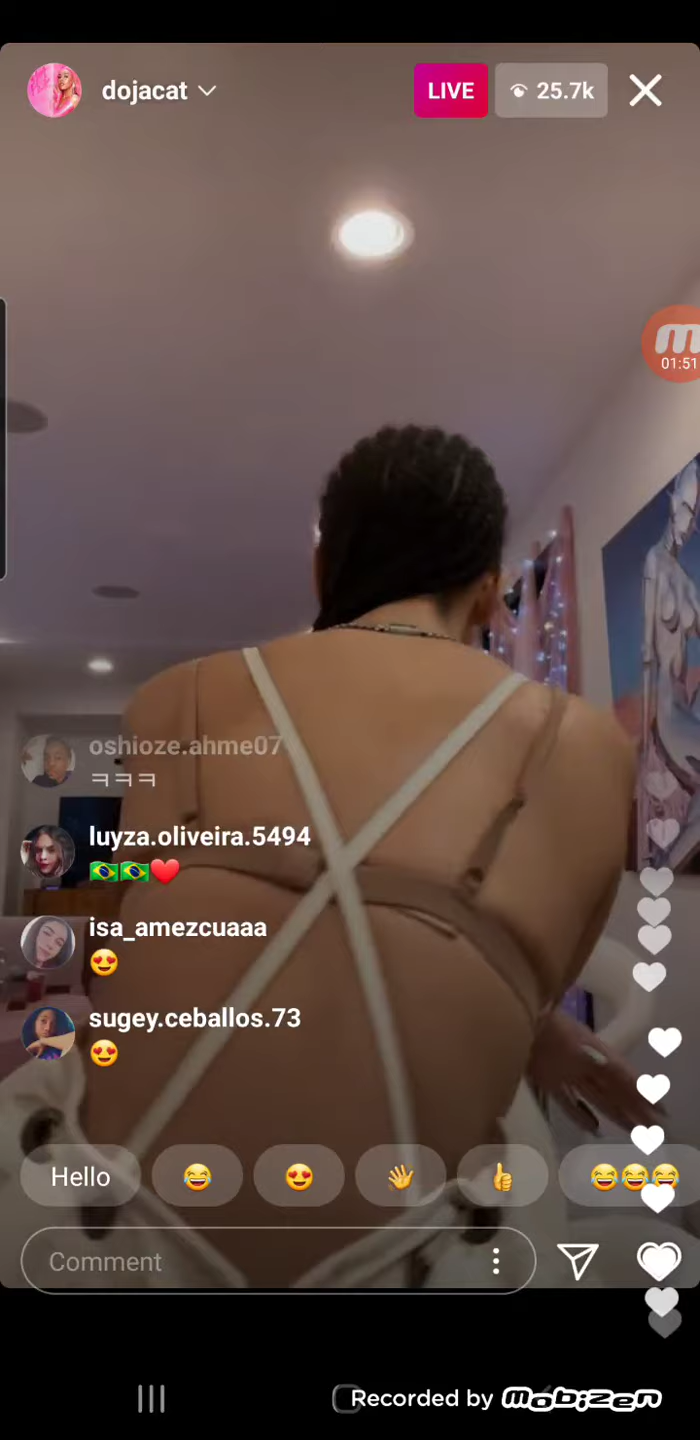 dojacat
LIVE
25.7k
01:51
oshioze.ahme07
ㅋㅋㅋ
luyza.oliveira.5494
🇧🇷🇧🇷❤️
isa_amezcuaaa
😍
sugey.ceballos.73
😍
Hello 😂 😍 👋 👍 😂😂😂
Comment
Recorded by Mobizen